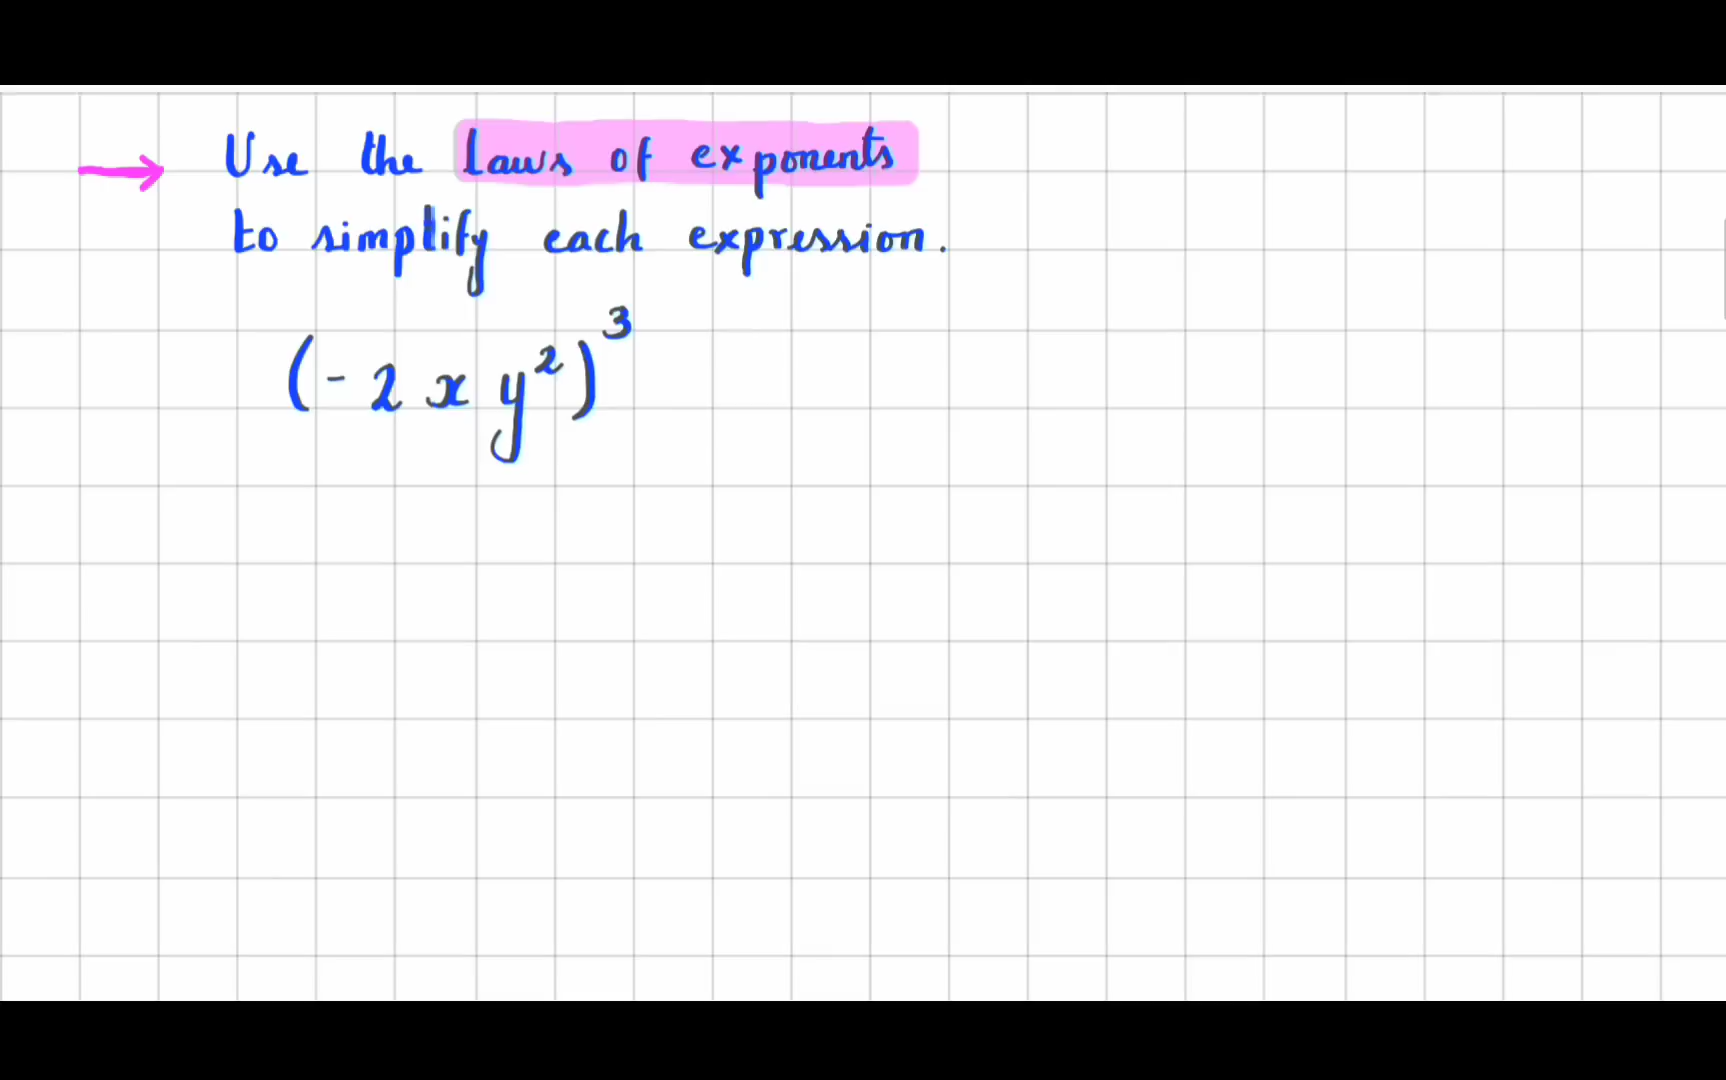 → Use the laws of exponents
to simplify each expression.
(-2xy²)³